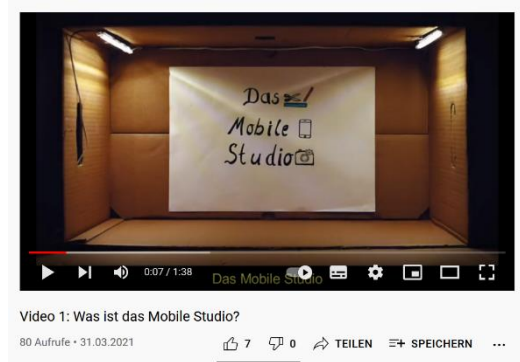 Das
Mobile
Studio
0:07 / 1:38
Das Mobile Studio
Video 1: Was ist das Mobile Studio?
80 Aufrufe • 31.03.2021
7
0
TEILEN
SPEICHERN